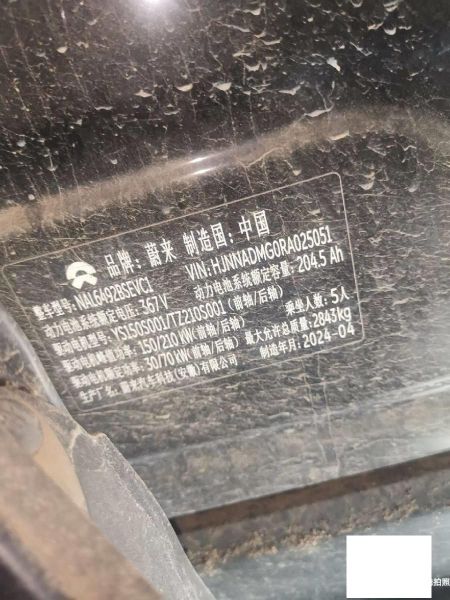 品牌：蔚来 制造国：中国
整车型号：NAL6492BSEVC1 VIN：HJNNADMG0RA025051
动力电池系统额定电压：367V 动力电池系统额定容量：204.5 Ah
驱动电机型号：YS150S001/TZ210S001（前轴/后轴）
驱动电机峰值功率：150/210 kW（前轴/后轴） 乘坐人数：5人
驱动电机额定功率：30/70 kW（前轴/后轴） 最大允许总质量：2843kg
生产厂名：蔚来汽车科技（安徽）有限公司 制造年月：2024-04
拍照